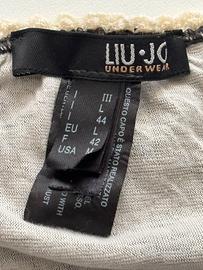 LIU·JO
UNDERWEAR
I III
I L
I 44
EU L
F 42
USA M
QUESTO CAPO È STATO REALIZZATO